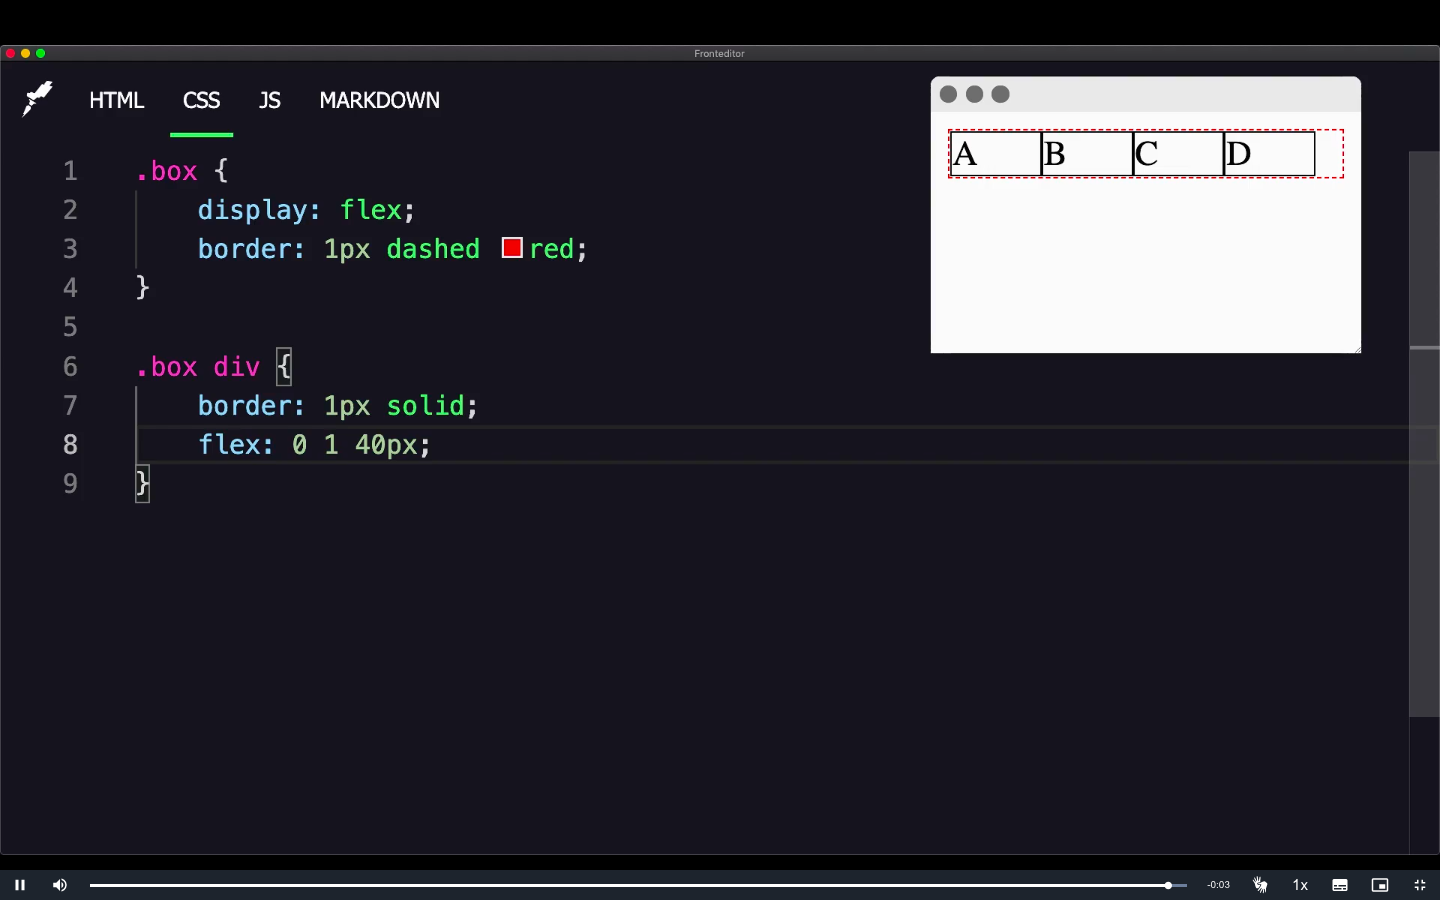 Fronteditor
HTML CSS JS MARKDOWN
1 .box {
2 display: flex;
3 border: 1px dashed red;
4 }
5
6 .box div {
7 border: 1px solid;
8 flex: 0 1 40px;
9 }
A B C D
-0:03 1x